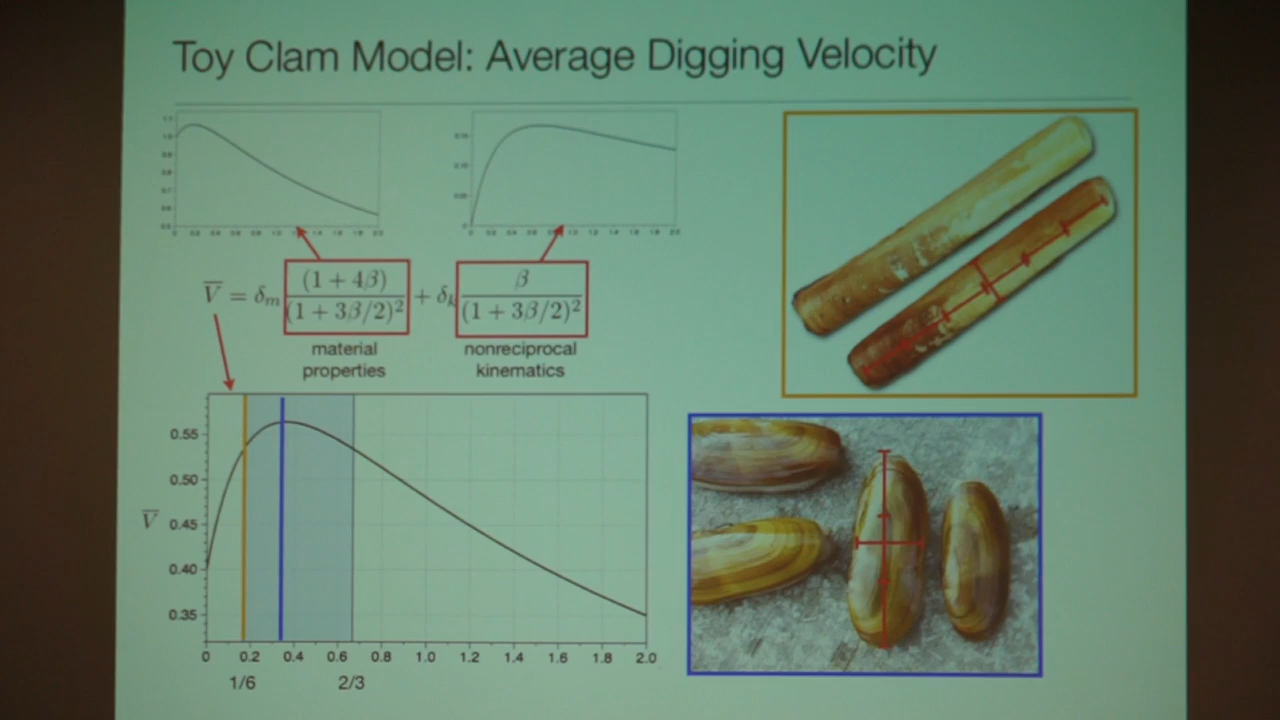 Toy Clam Model: Average Digging Velocity
V̅ = δₘ (1 + 4β) / (1 + 3β/2)² + δₖ β / (1 + 3β/2)²
material properties
nonreciprocal kinematics
0.55
0.50
V̅
0.45
0.40
0.35
0 0.2 0.4 0.6 0.8 1.0 1.2 1.4 1.6 1.8 2.0
1/6 2/3